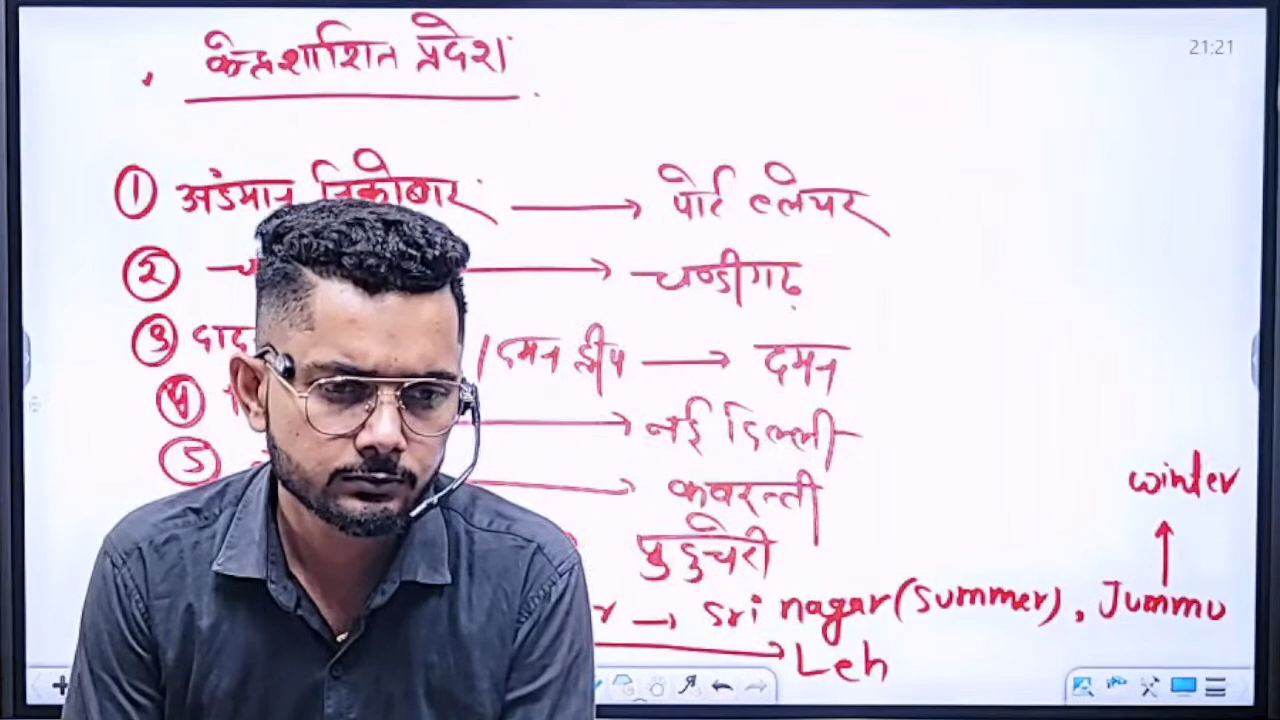 21:21
केन्द्रशासित प्रदेश
① अंडमान निकोबार → पोर्ट ब्लेयर
② → चण्डीगढ़
③ / दमन द्वीप → दमन
④ → नई दिल्ली
⑤ → कवरत्ती
winder
पुदुचेरी
r → Sri nagar (Summer), Jummu
→ Leh